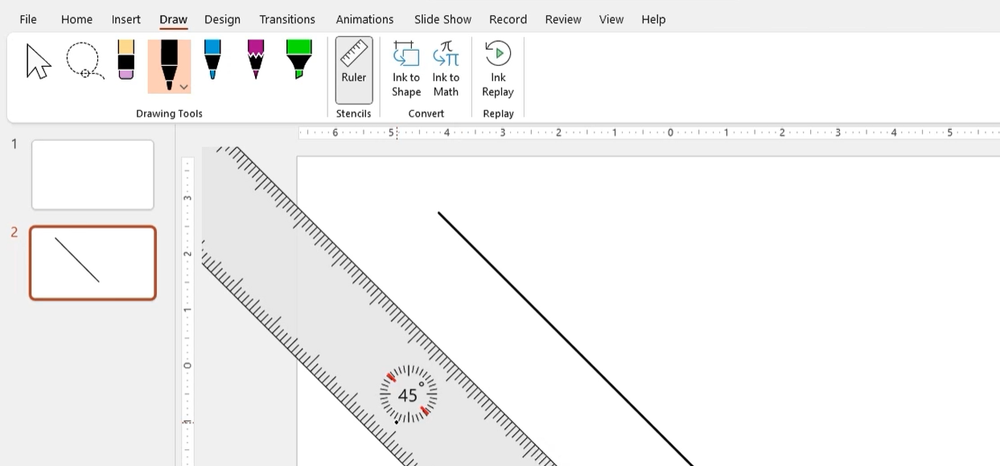 File Home Insert Draw Design Transitions Animations Slide Show Record Review View Help
Ruler
Ink to Shape
Ink to Math
Ink Replay
Drawing Tools Stencils Convert Replay
6 5 4 3 2 1 0 1 2 3 4 5
1
2
3
2
1
0
1
45°